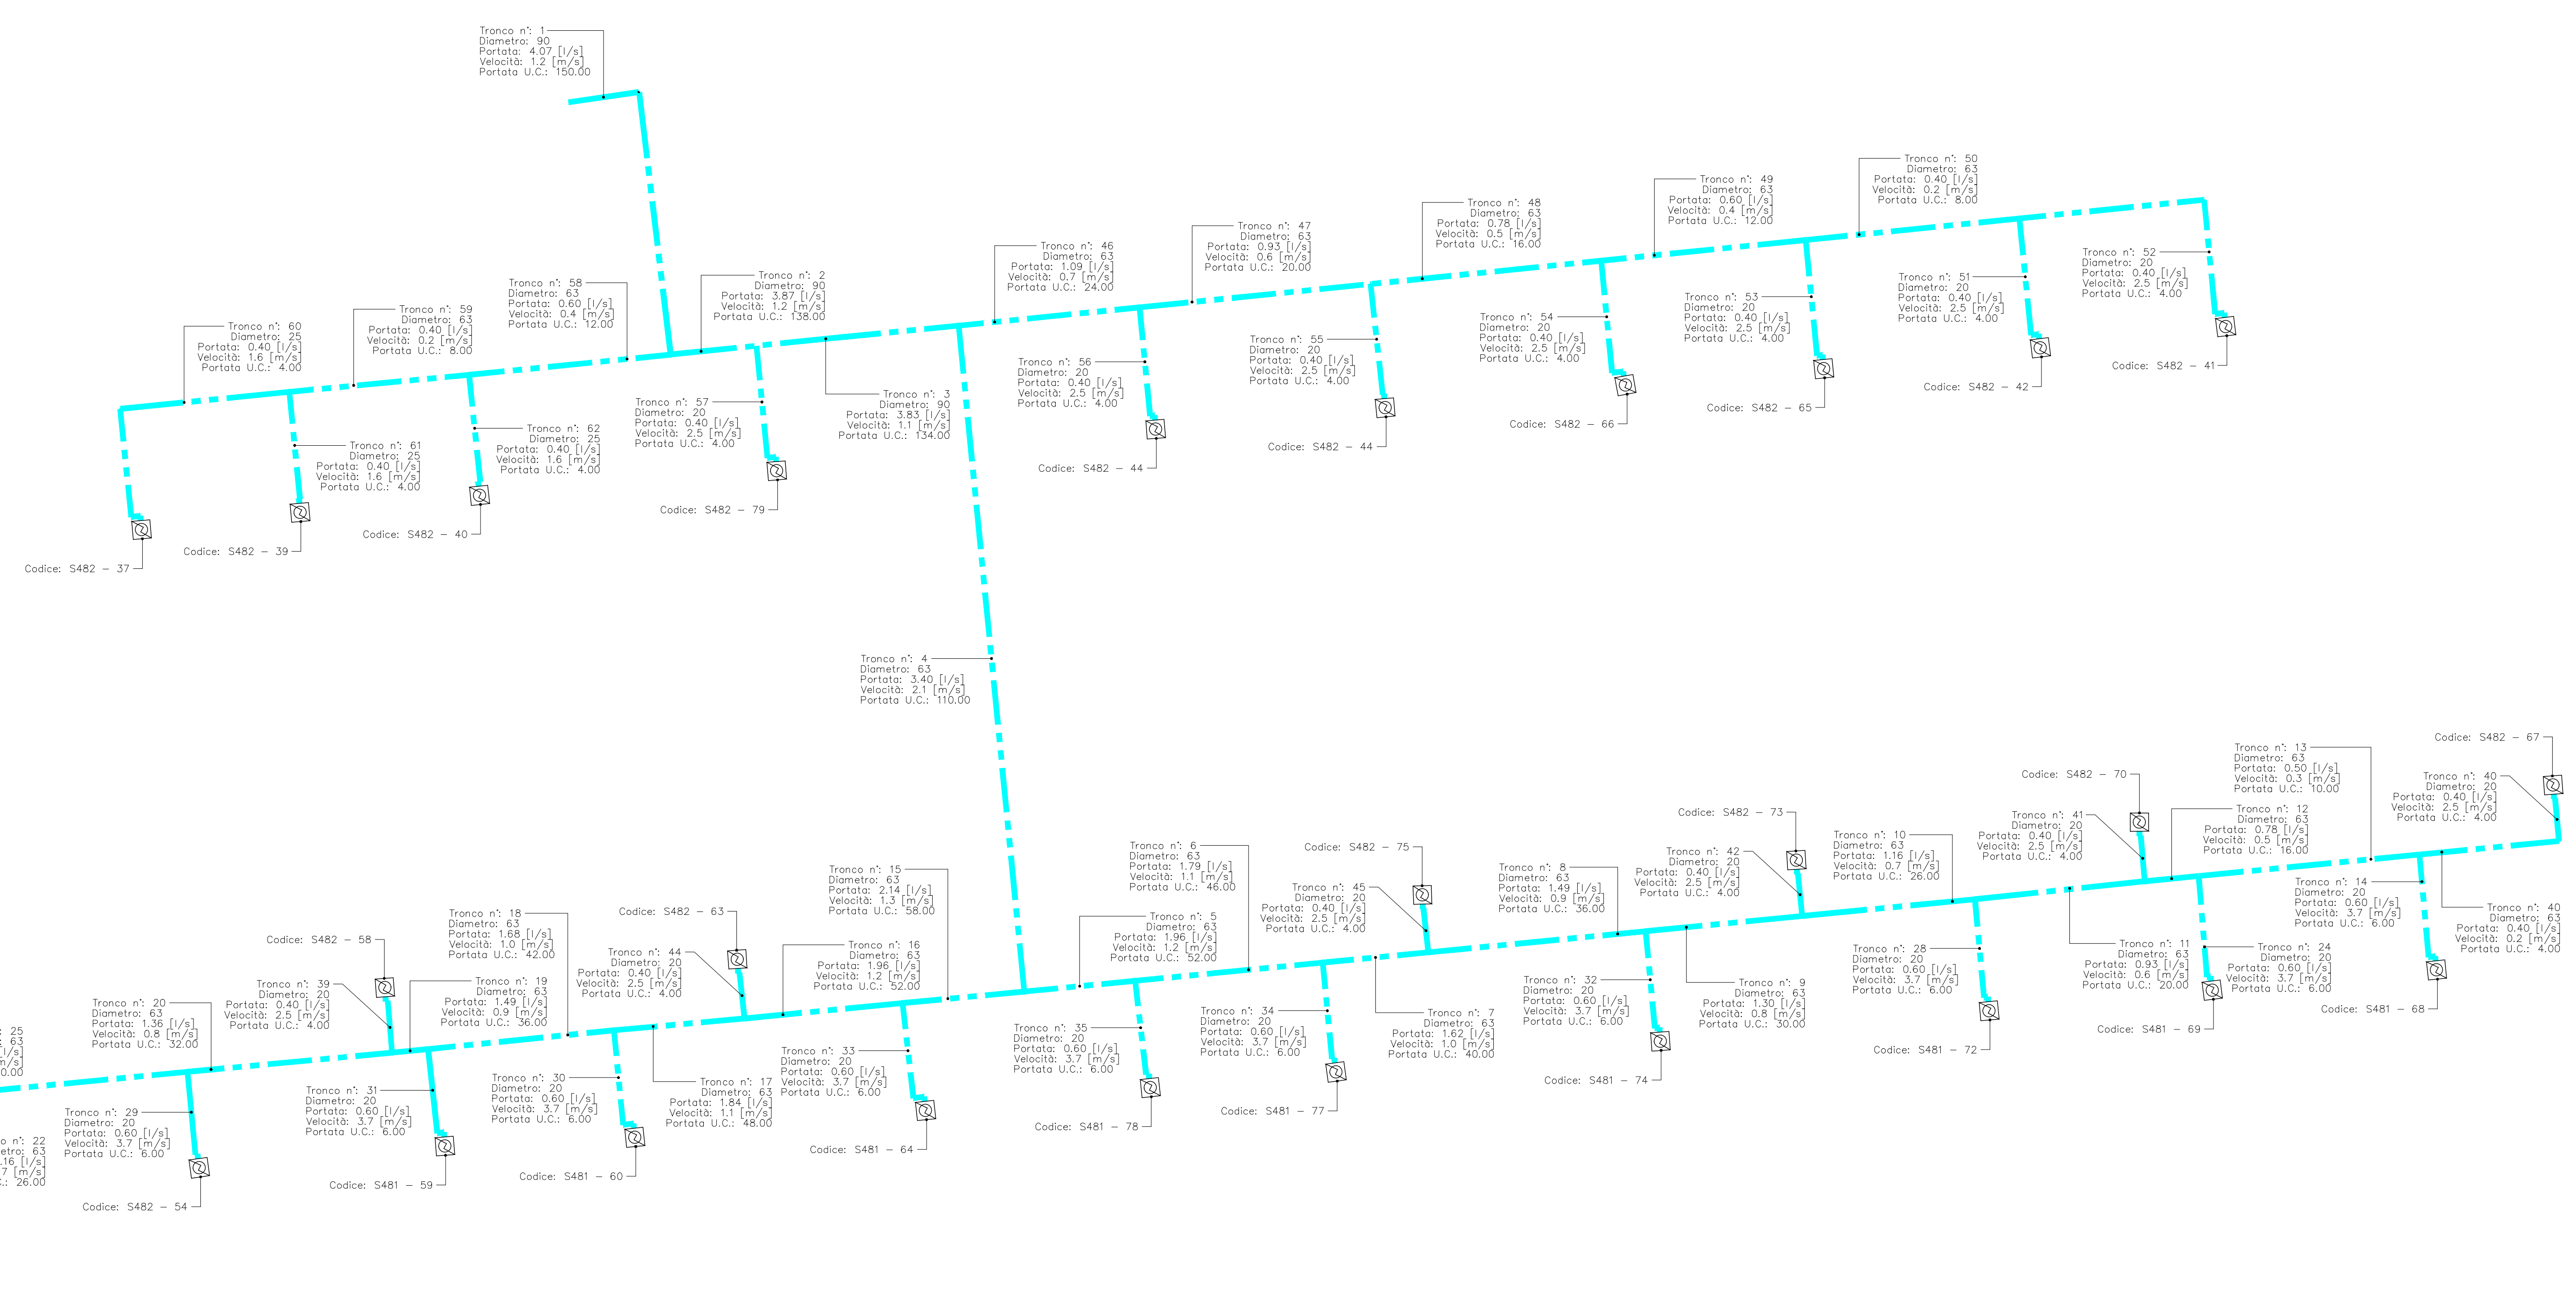 Tronco n°: 1
Diametro: 90
Portata: 4.07 [l/s]
Velocità: 1.2 [m/s]
Portata U.C.: 150.00
Tronco n°: 50
Diametro: 63
Portata: 0.40 [l/s]
Velocità: 0.2 [m/s]
Portata U.C.: 8.00
Tronco n°: 49
Diametro: 63
Portata: 0.60 [l/s]
Velocità: 0.4 [m/s]
Portata U.C.: 12.00
Tronco n°: 48
Diametro: 63
Portata: 0.78 [l/s]
Velocità: 0.5 [m/s]
Portata U.C.: 16.00
Tronco n°: 47
Diametro: 63
Portata: 0.93 [l/s]
Velocità: 0.6 [m/s]
Portata U.C.: 20.00
Tronco n°: 46
Diametro: 63
Portata: 1.09 [l/s]
Velocità: 0.7 [m/s]
Portata U.C.: 24.00
Tronco n°: 2
Diametro: 90
Portata: 3.87 [l/s]
Velocità: 1.2 [m/s]
Portata U.C.: 138.00
Tronco n°: 58
Diametro: 63
Portata: 0.60 [l/s]
Velocità: 0.4 [m/s]
Portata U.C.: 12.00
Tronco n°: 59
Diametro: 63
Portata: 0.40 [l/s]
Velocità: 0.2 [m/s]
Portata U.C.: 8.00
Tronco n°: 60
Diametro: 25
Portata: 0.40 [l/s]
Velocità: 1.6 [m/s]
Portata U.C.: 4.00
Tronco n°: 61
Diametro: 25
Portata: 0.40 [l/s]
Velocità: 1.6 [m/s]
Portata U.C.: 4.00
Tronco n°: 62
Diametro: 25
Portata: 0.40 [l/s]
Velocità: 1.6 [m/s]
Portata U.C.: 4.00
Tronco n°: 57
Diametro: 20
Portata: 0.40 [l/s]
Velocità: 2.5 [m/s]
Portata U.C.: 4.00
Tronco n°: 3
Diametro: 90
Portata: 3.83 [l/s]
Velocità: 1.1 [m/s]
Portata U.C.: 134.00
Tronco n°: 56
Diametro: 20
Portata: 0.40 [l/s]
Velocità: 2.5 [m/s]
Portata U.C.: 4.00
Tronco n°: 55
Diametro: 20
Portata: 0.40 [l/s]
Velocità: 2.5 [m/s]
Portata U.C.: 4.00
Tronco n°: 54
Diametro: 20
Portata: 0.40 [l/s]
Velocità: 2.5 [m/s]
Portata U.C.: 4.00
Tronco n°: 53
Diametro: 20
Portata: 0.40 [l/s]
Velocità: 2.5 [m/s]
Portata U.C.: 4.00
Tronco n°: 51
Diametro: 20
Portata: 0.40 [l/s]
Velocità: 2.5 [m/s]
Portata U.C.: 4.00
Tronco n°: 52
Diametro: 20
Portata: 0.40 [l/s]
Velocità: 2.5 [m/s]
Portata U.C.: 4.00
Codice: S482 - 37
Codice: S482 - 39
Codice: S482 - 40
Codice: S482 - 79
Codice: S482 - 44
Codice: S482 - 44
Codice: S482 - 66
Codice: S482 - 65
Codice: S482 - 42
Codice: S482 - 41
Tronco n°: 4
Diametro: 63
Portata: 3.40 [l/s]
Velocità: 2.1 [m/s]
Portata U.C.: 110.00
Codice: S482 - 67
Tronco n°: 13
Diametro: 63
Portata: 0.50 [l/s]
Velocità: 0.3 [m/s]
Portata U.C.: 10.00
Tronco n°: 40
Diametro: 20
Portata: 0.40 [l/s]
Velocità: 2.5 [m/s]
Portata U.C.: 4.00
Codice: S482 - 70
Tronco n°: 41
Diametro: 20
Portata: 0.40 [l/s]
Velocità: 2.5 [m/s]
Portata U.C.: 4.00
Tronco n°: 12
Diametro: 63
Portata: 0.78 [l/s]
Velocità: 0.5 [m/s]
Portata U.C.: 16.00
Codice: S482 - 73
Tronco n°: 10
Diametro: 63
Portata: 1.16 [l/s]
Velocità: 0.7 [m/s]
Portata U.C.: 26.00
Tronco n°: 42
Diametro: 20
Portata: 0.40 [l/s]
Velocità: 2.5 [m/s]
Portata U.C.: 4.00
Tronco n°: 8
Diametro: 63
Portata: 1.49 [l/s]
Velocità: 0.9 [m/s]
Portata U.C.: 36.00
Codice: S482 - 75
Tronco n°: 45
Diametro: 20
Portata: 0.40 [l/s]
Velocità: 2.5 [m/s]
Portata U.C.: 4.00
Tronco n°: 6
Diametro: 63
Portata: 1.79 [l/s]
Velocità: 1.1 [m/s]
Portata U.C.: 46.00
Tronco n°: 5
Diametro: 63
Portata: 1.96 [l/s]
Velocità: 1.2 [m/s]
Portata U.C.: 52.00
Tronco n°: 15
Diametro: 63
Portata: 2.14 [l/s]
Velocità: 1.3 [m/s]
Portata U.C.: 58.00
Tronco n°: 16
Diametro: 63
Portata: 1.96 [l/s]
Velocità: 1.2 [m/s]
Portata U.C.: 52.00
Codice: S482 - 63
Tronco n°: 44
Diametro: 20
Portata: 0.40 [l/s]
Velocità: 2.5 [m/s]
Portata U.C.: 4.00
Tronco n°: 18
Diametro: 63
Portata: 1.68 [l/s]
Velocità: 1.0 [m/s]
Portata U.C.: 42.00
Tronco n°: 19
Diametro: 63
Portata: 1.49 [l/s]
Velocità: 0.9 [m/s]
Portata U.C.: 36.00
Codice: S482 - 58
Tronco n°: 39
Diametro: 20
Portata: 0.40 [l/s]
Velocità: 2.5 [m/s]
Portata U.C.: 4.00
Tronco n°: 20
Diametro: 63
Portata: 1.36 [l/s]
Velocità: 0.8 [m/s]
Portata U.C.: 32.00
: 25
: 63
[l/s]
m/s]
0.00
o n°: 22
etro: 63
.16 [l/s]
.7 [m/s]
.: 26.00
Tronco n°: 29
Diametro: 20
Portata: 0.60 [l/s]
Velocità: 3.7 [m/s]
Portata U.C.: 6.00
Codice: S482 - 54
Tronco n°: 31
Diametro: 20
Portata: 0.60 [l/s]
Velocità: 3.7 [m/s]
Portata U.C.: 6.00
Codice: S481 - 59
Tronco n°: 30
Diametro: 20
Portata: 0.60 [l/s]
Velocità: 3.7 [m/s]
Portata U.C.: 6.00
Codice: S481 - 60
Tronco n°: 17
Diametro: 63
Portata: 1.84 [l/s]
Velocità: 1.1 [m/s]
Portata U.C.: 48.00
Tronco n°: 33
Diametro: 20
Portata: 0.60 [l/s]
Velocità: 3.7 [m/s]
Portata U.C.: 6.00
Codice: S481 - 64
Tronco n°: 35
Diametro: 20
Portata: 0.60 [l/s]
Velocità: 3.7 [m/s]
Portata U.C.: 6.00
Codice: S481 - 78
Tronco n°: 34
Diametro: 20
Portata: 0.60 [l/s]
Velocità: 3.7 [m/s]
Portata U.C.: 6.00
Codice: S481 - 77
Tronco n°: 7
Diametro: 63
Portata: 1.62 [l/s]
Velocità: 1.0 [m/s]
Portata U.C.: 40.00
Tronco n°: 32
Diametro: 20
Portata: 0.60 [l/s]
Velocità: 3.7 [m/s]
Portata U.C.: 6.00
Codice: S481 - 74
Tronco n°: 9
Diametro: 63
Portata: 1.30 [l/s]
Velocità: 0.8 [m/s]
Portata U.C.: 30.00
Tronco n°: 28
Diametro: 20
Portata: 0.60 [l/s]
Velocità: 3.7 [m/s]
Portata U.C.: 6.00
Codice: S481 - 72
Tronco n°: 11
Diametro: 63
Portata: 0.93 [l/s]
Velocità: 0.6 [m/s]
Portata U.C.: 20.00
Tronco n°: 24
Diametro: 20
Portata: 0.60 [l/s]
Velocità: 3.7 [m/s]
Portata U.C.: 6.00
Codice: S481 - 69
Tronco n°: 14
Diametro: 20
Portata: 0.60 [l/s]
Velocità: 3.7 [m/s]
Portata U.C.: 6.00
Codice: S481 - 68
Tronco n°: 40
Diametro: 63
Portata: 0.40 [l/s]
Velocità: 0.2 [m/s]
Portata U.C.: 4.00